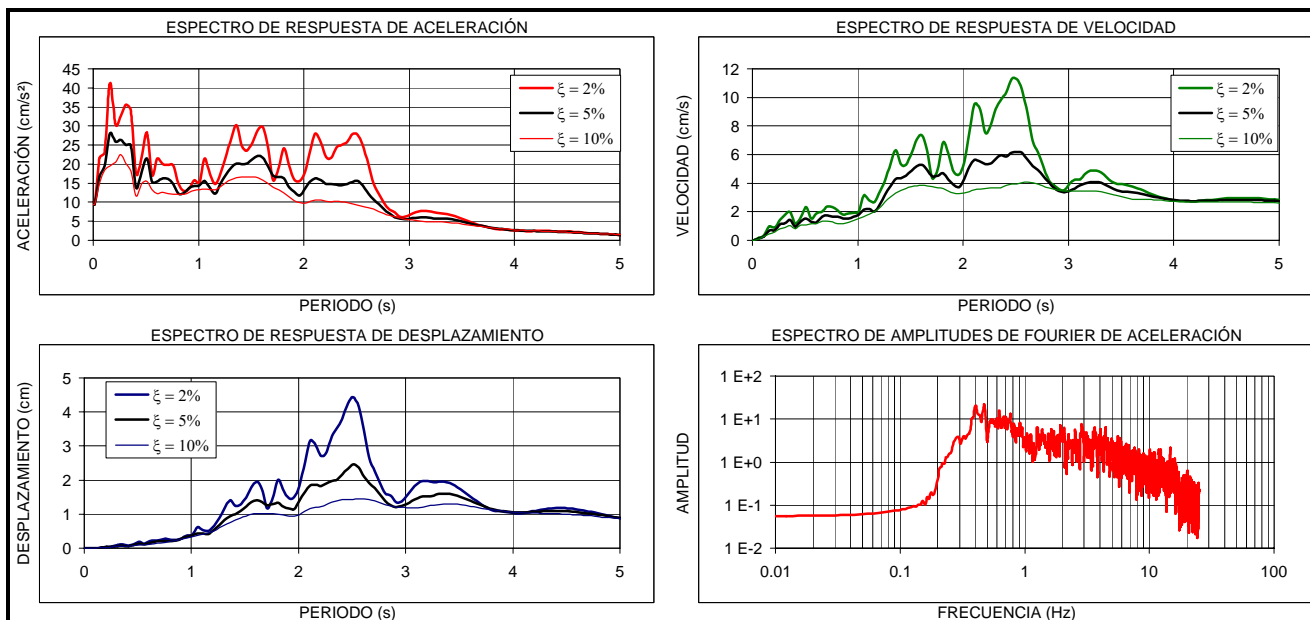 ESPECTRO DE RESPUESTA DE ACELERACIÓN
45
40
35
30
25
20
15
10
5
0
ACELERACIÓN (cm/s²)
ξ = 2%
ξ = 5%
ξ = 10%
0 1 2 3 4 5
PERIODO (s)
ESPECTRO DE RESPUESTA DE VELOCIDAD
12
10
8
6
4
2
0
VELOCIDAD (cm/s)
ξ = 2%
ξ = 5%
ξ = 10%
0 1 2 3 4 5
PERIODO (s)
ESPECTRO DE RESPUESTA DE DESPLAZAMIENTO
5
4
3
2
1
0
DESPLAZAMIENTO (cm)
ξ = 2%
ξ = 5%
ξ = 10%
0 1 2 3 4 5
PERIODO (s)
ESPECTRO DE AMPLITUDES DE FOURIER DE ACELERACIÓN
1 E+2
1 E+1
1 E+0
1 E-1
1 E-2
AMPLITUD
0.01 0.1 1 10 100
FRECUENCIA (Hz)